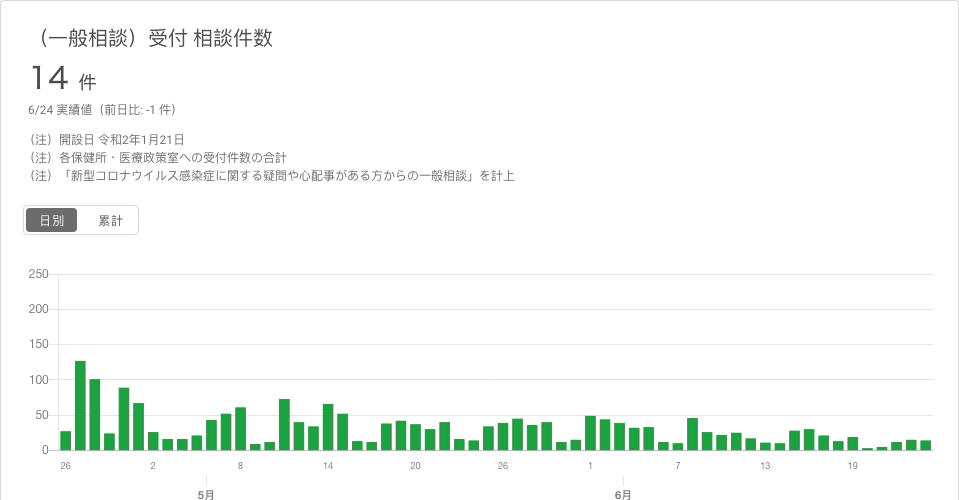 （一般相談）受付 相談件数
14 件
6/24 実績値（前日比: -1 件）
（注）開設日 令和2年1月21日
（注）各保健所・医療政策室への受付件数の合計
（注）「新型コロナウイルス感染症に関する疑問や心配事がある方からの一般相談」を計上
日別 累計
250
200
150
100
50
0
26 2 8 14 20 26 1 7 13 19
5月 6月